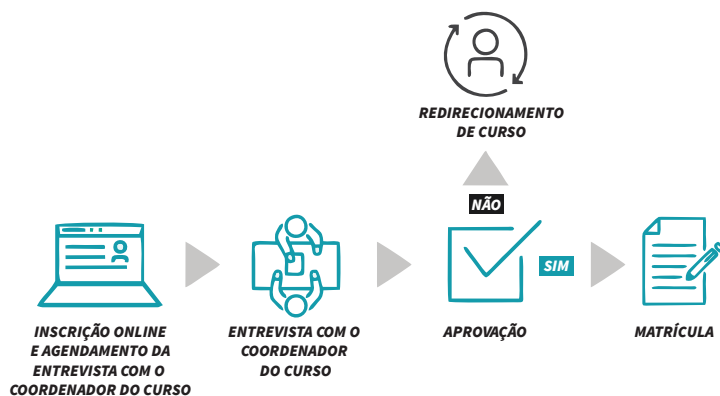 REDIRECIONAMENTO
DE CURSO
NÃO
SIM
INSCRIÇÃO ONLINE
E AGENDAMENTO DA
ENTREVISTA COM O
COORDENADOR DO CURSO
ENTREVISTA COM O
COORDENADOR
DO CURSO
APROVAÇÃO
MATRÍCULA